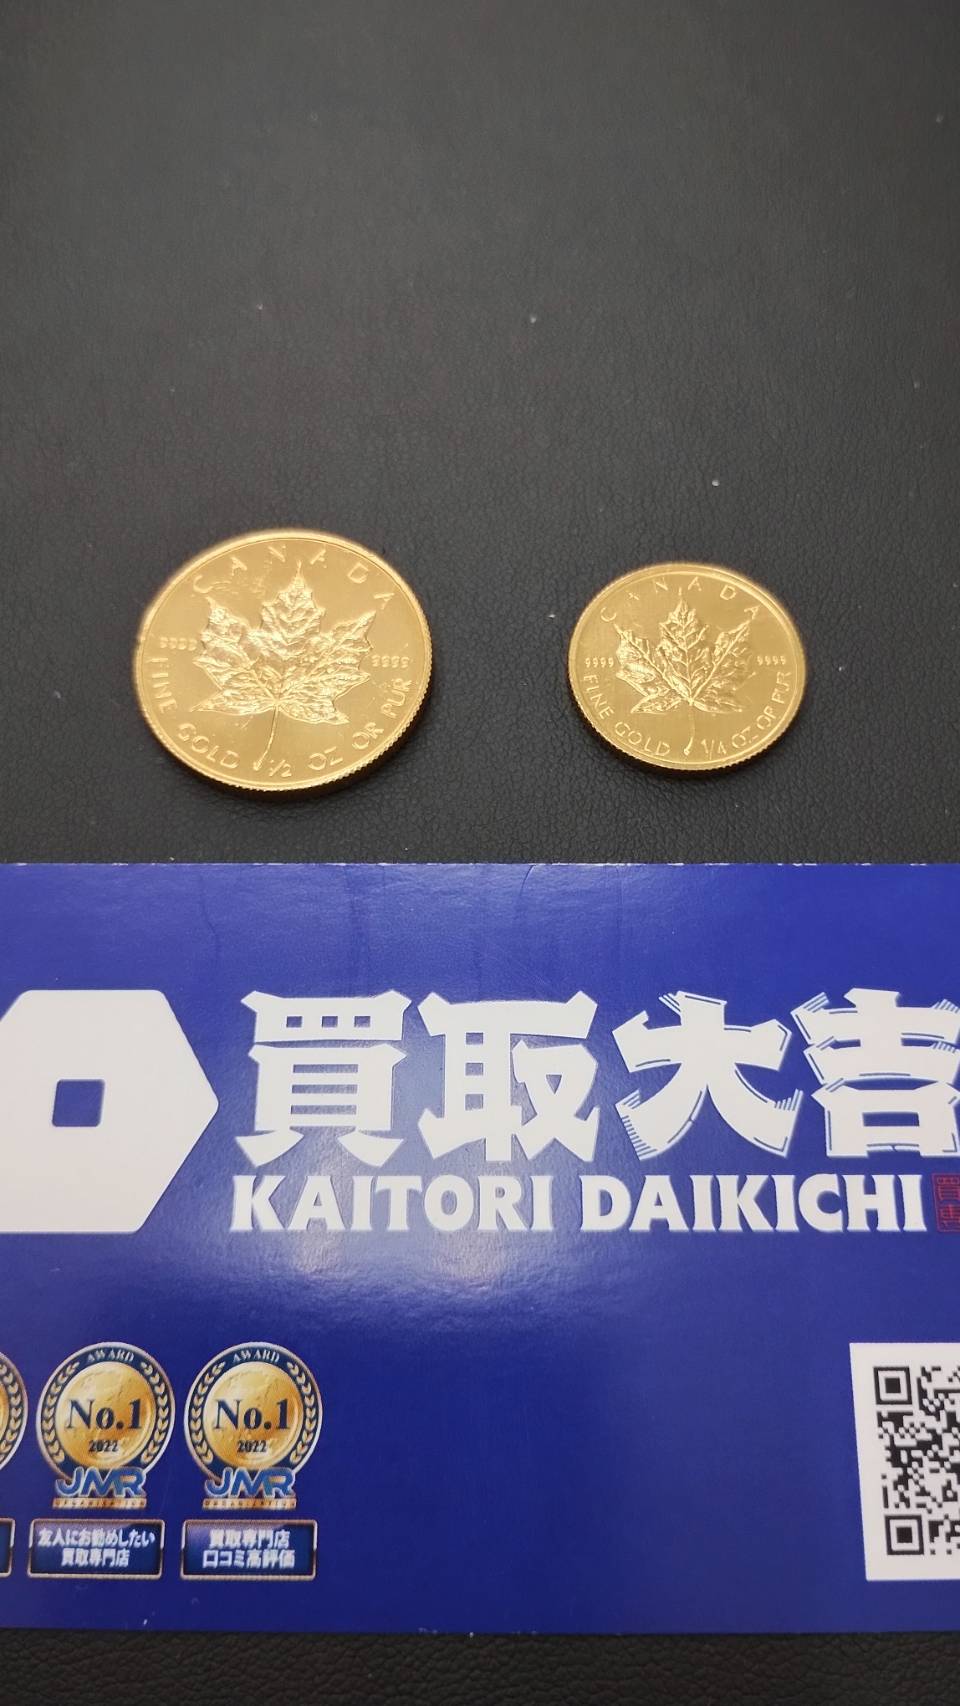 CANADA
9999 9999
FINE GOLD 1/2 OZ OR PUR
CANADA
9999 9999
FINE GOLD 1/4 OZ OR PUR
買取大吉
KAITORI DAIKICHI
AWARD
No.1
2022
JMR
ORGANIZATION
友人にお勧めしたい
買取専門店
AWARD
No.1
2022
JMR
ORGANIZATION
買取専門店
口コミ高評価